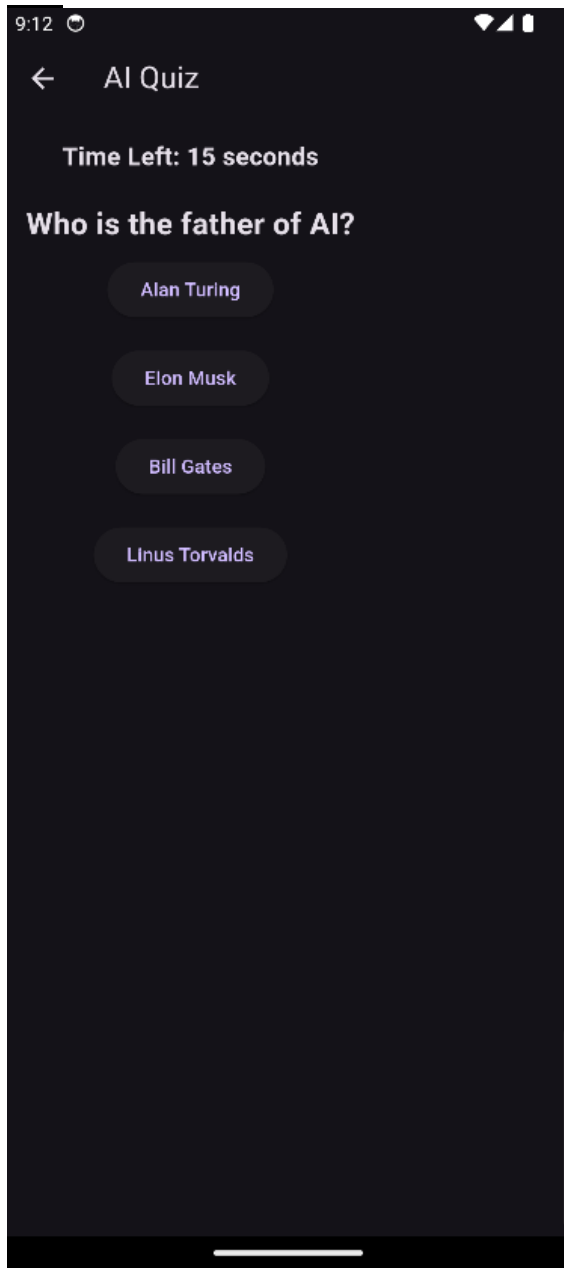 9:12
AI Quiz
Time Left: 15 seconds
Who is the father of AI?
Alan Turing
Elon Musk
Bill Gates
Linus Torvalds